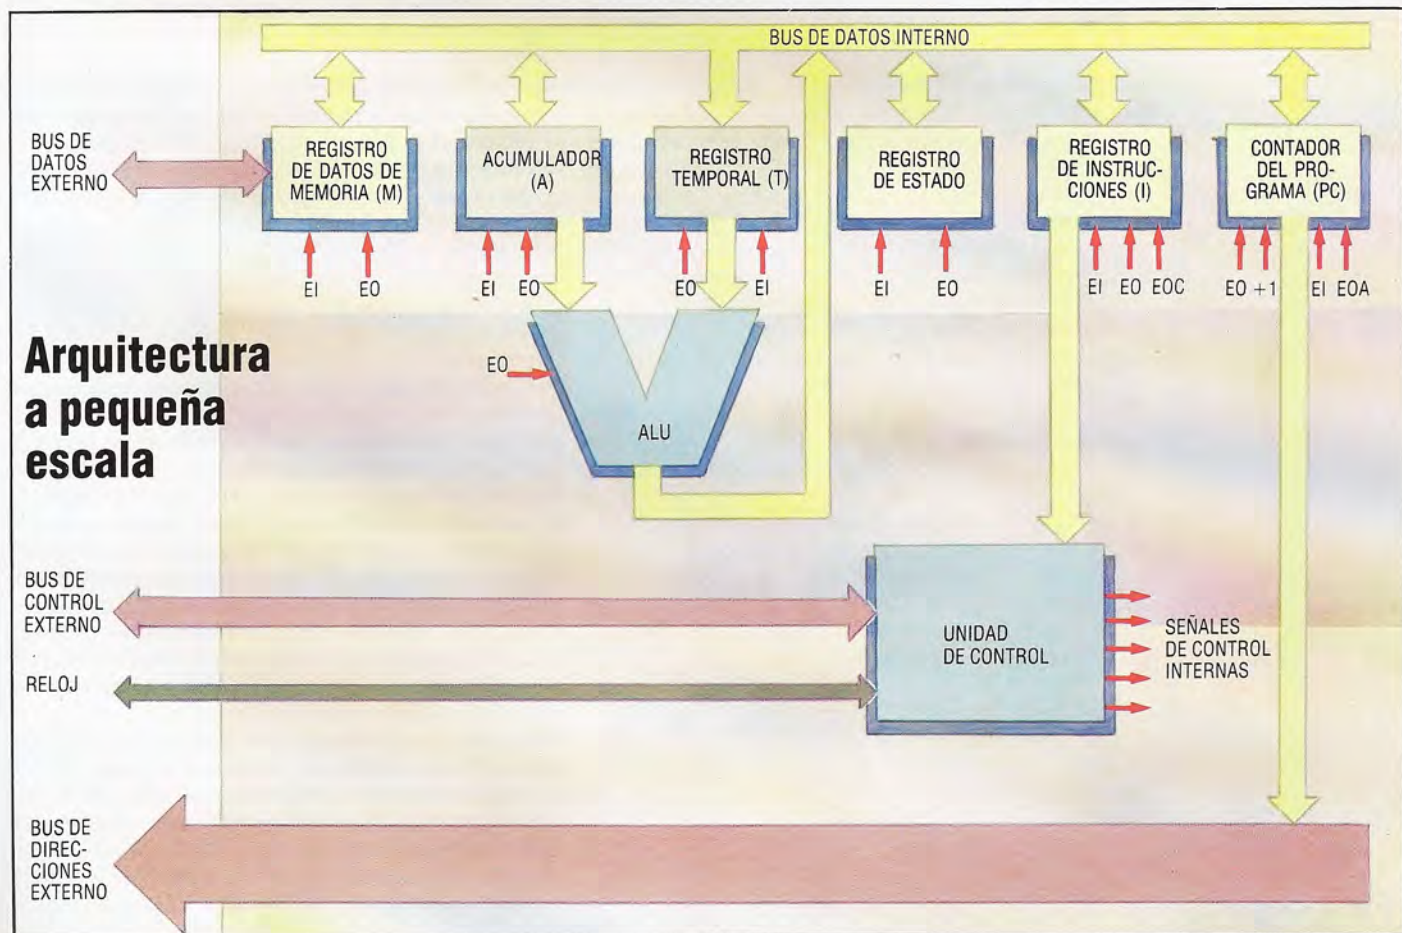 BUS DE DATOS INTERNO
BUS DE
DATOS
EXTERNO
REGISTRO
DE DATOS DE
MEMORIA (M)
ACUMULADOR
(A)
REGISTRO
TEMPORAL (T)
REGISTRO
DE ESTADO
REGISTRO
DE INSTRUC-
CIONES (I)
CONTADOR
DEL PRO-
GRAMA (PC)
EI EO
EI EO
EO EI
EI EO
EI EO EOC
EO +1 EI EOA
Arquitectura
a pequeña
escala
EO
ALU
BUS DE
CONTROL
EXTERNO
UNIDAD
DE CONTROL
SEÑALES
DE CONTROL
INTERNAS
RELOJ
BUS DE
DIREC-
CIONES
EXTERNO